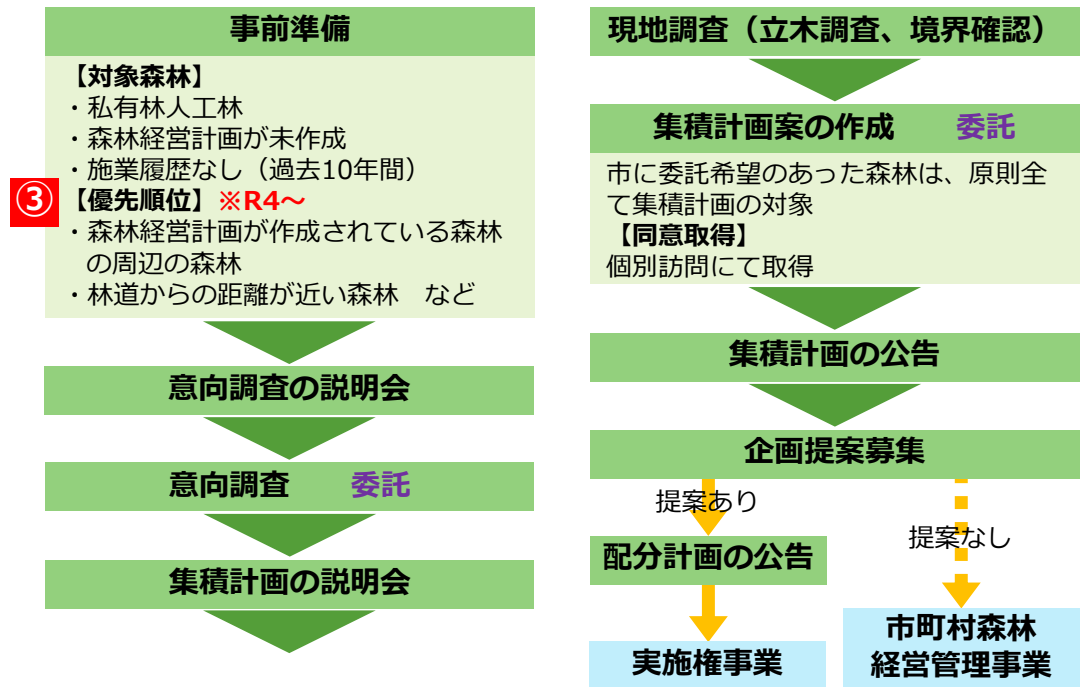 事前準備
【対象森林】
・私有林人工林
・森林経営計画が未作成
・施業履歴なし（過去10年間）
③【優先順位】※R4～
・森林経営計画が作成されている森林
の周辺の森林
・林道からの距離が近い森林　など
意向調査の説明会
意向調査　　委託
集積計画の説明会
現地調査（立木調査、境界確認）
集積計画案の作成　　委託
市に委託希望のあった森林は、原則全
て集積計画の対象
【同意取得】
個別訪問にて取得
集積計画の公告
企画提案募集
提案あり
提案なし
配分計画の公告
実施権事業
市町村森林
経営管理事業